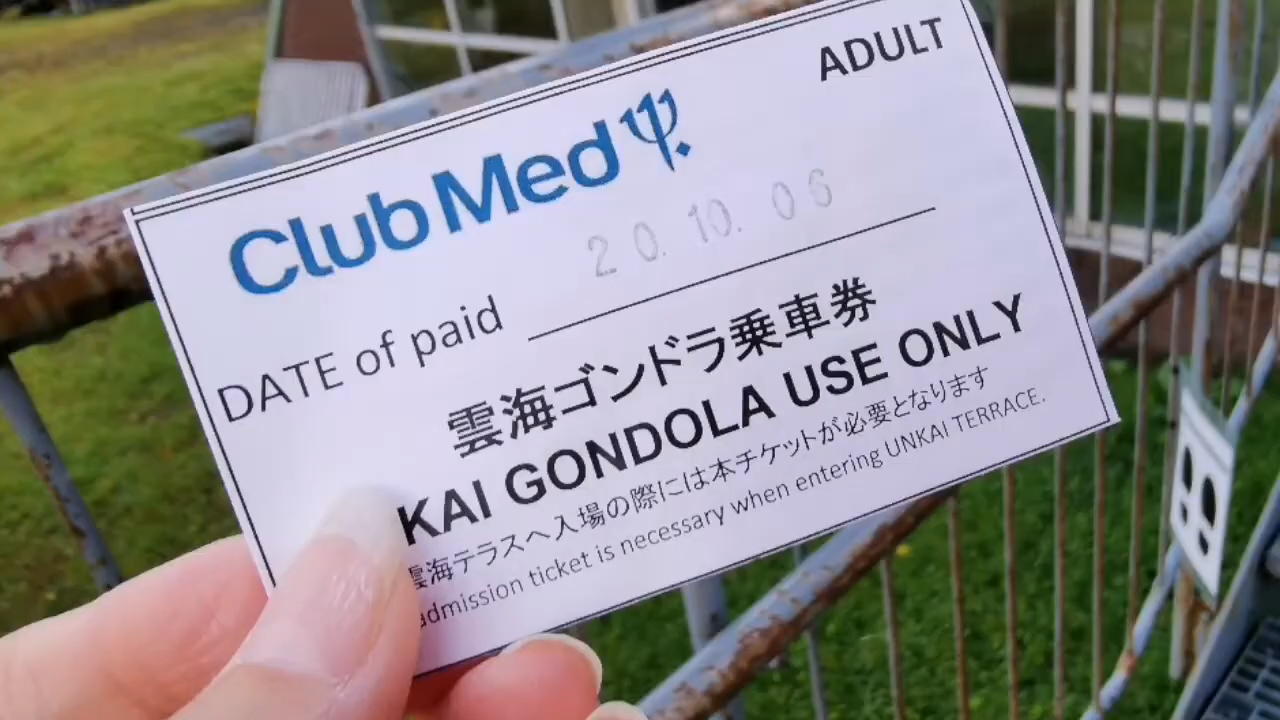 ADULT
Club Med
DATE of paid 20.10.06
雲海ゴンドラ乗車券
KAI GONDOLA USE ONLY
雲海テラスへ入場の際には本チケットが必要となります
admission ticket is necessary when entering UNKAI TERRACE.